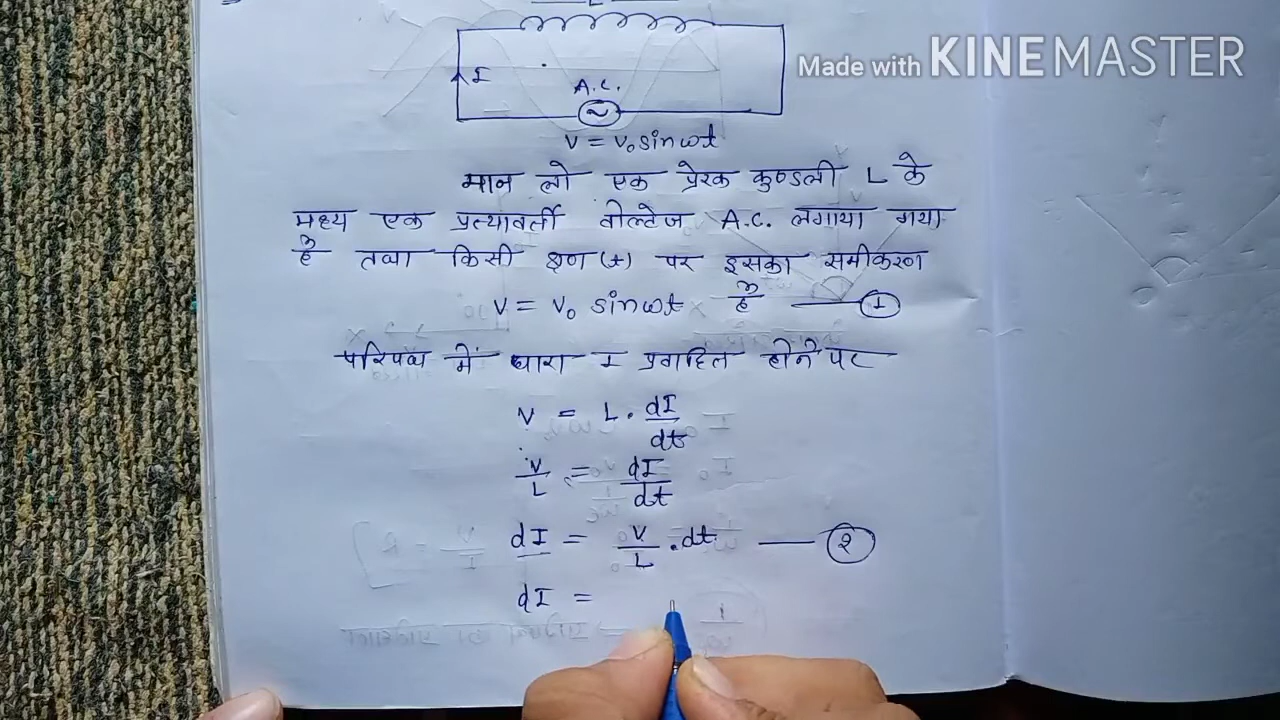 L
Made with KINEMASTER
I
A.C.
~
V = V₀ sinωt
मान लो एक प्रेरक कुण्डली L के
मध्य एक प्रत्यावर्ती वोल्टेज A.C. लगाया गया
है तथा किसी क्षण (t) पर इसका समीकरण
V = V₀ sinωt है — ①
परिपथ में धारा I प्रवाहित होने पर
V = L . dI/dt
V/L = dI/dt
dI = V/L . dt — ②
dI =